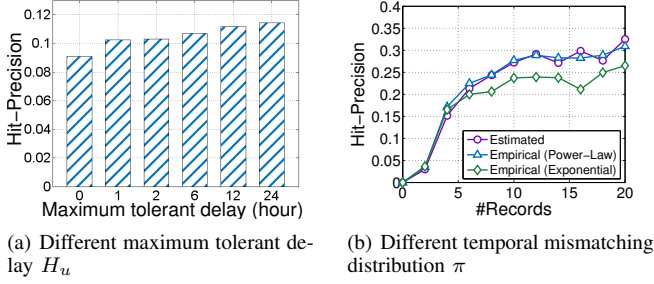 0.12
0.1
0.08
0.06
0.04
0.02
0
Hit−Precision
0 1 2 6 12 24
Maximum tolerant delay (hour)
(a) Different maximum tolerant de-
lay H_u
0.4
0.35
0.3
0.25
0.2
0.15
0.1
0.05
0
Hit−Precision
Estimated
Empirical (Power−Law)
Empirical (Exponential)
0 5 10 15 20
#Records
(b) Different temporal mismatching
distribution π